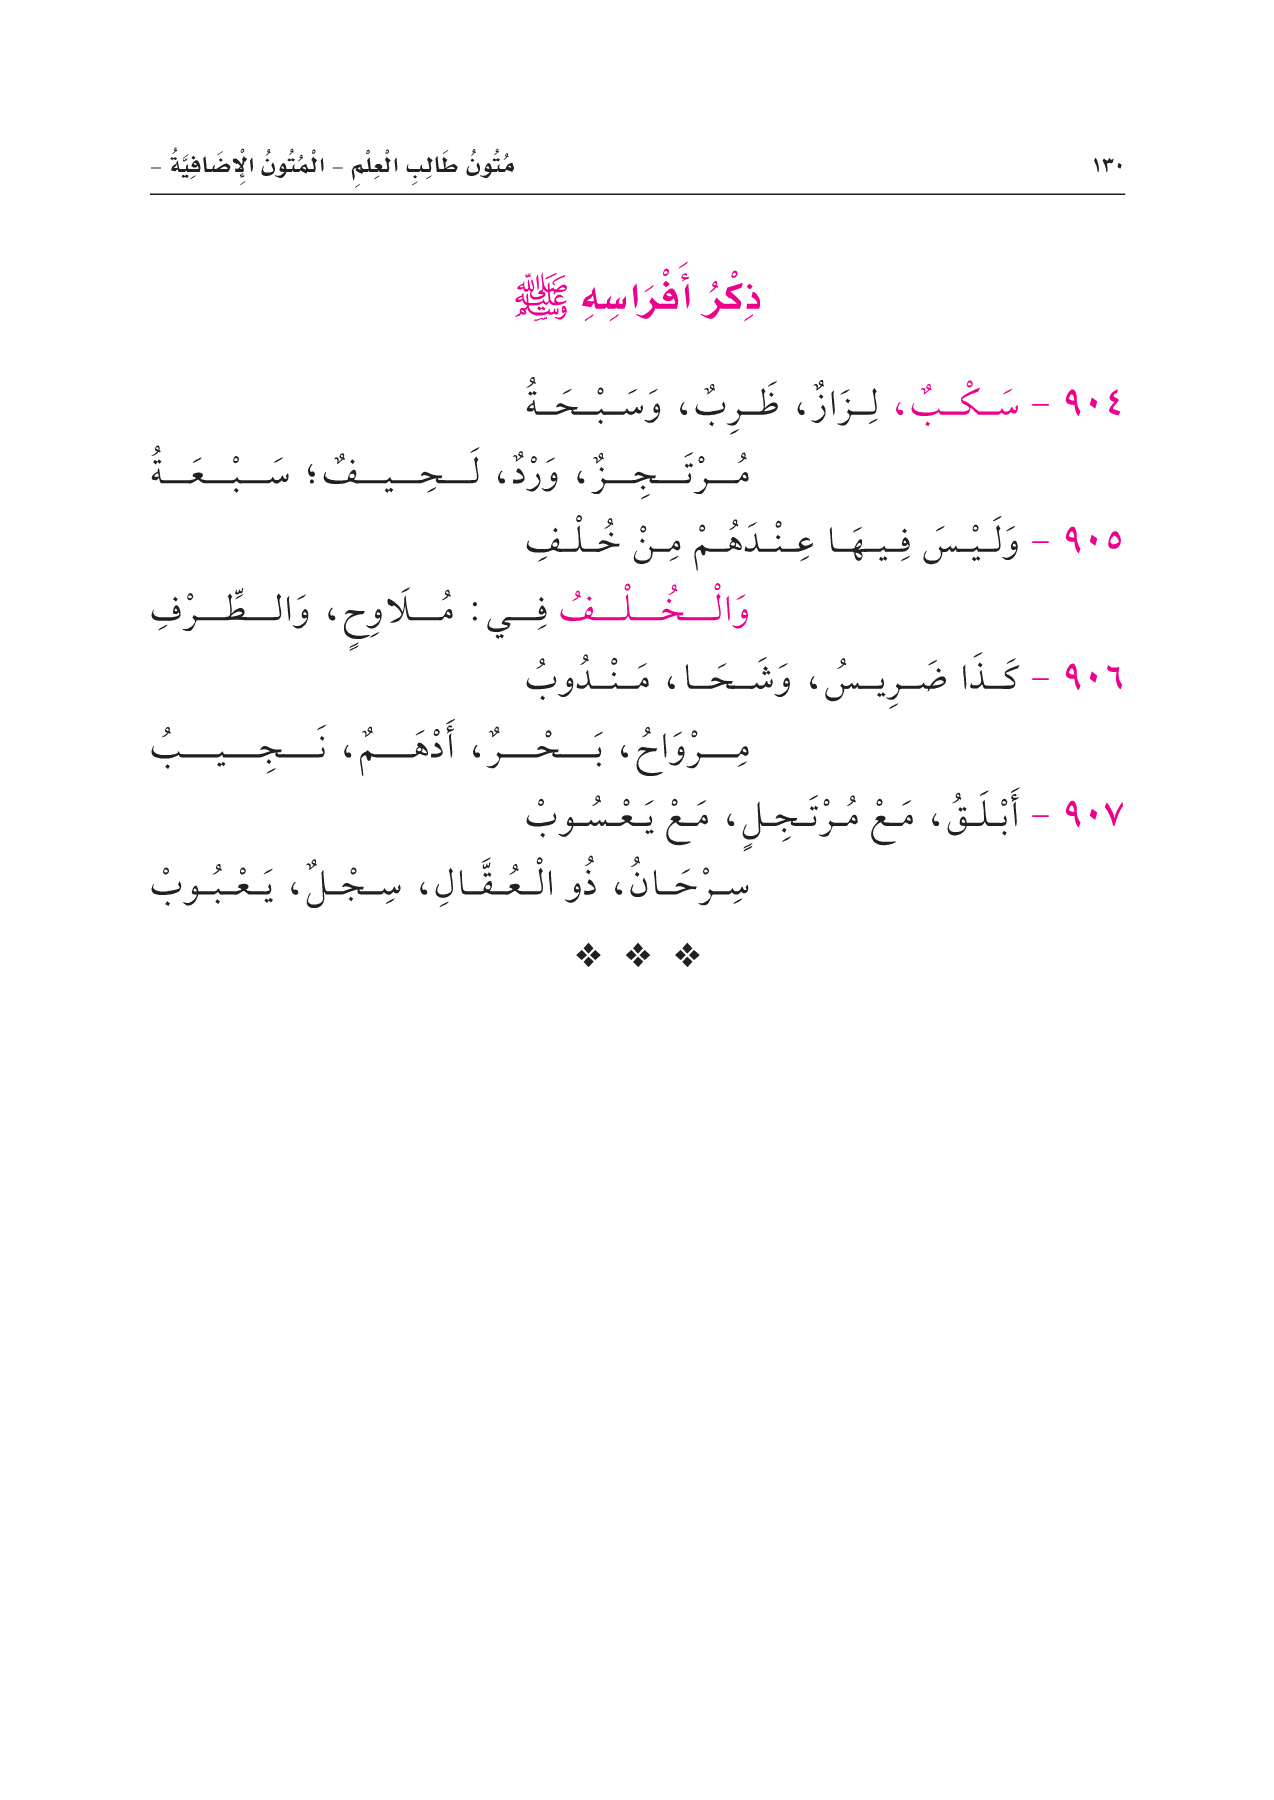 ١٣٠
مُتُونُ طَالِبِ الْعِلْمِ – الْمُتُونُ الْإِضَافِيَّةُ –
ذِكْرُ أَفْرَاسِهِ ﷺ
٩٠٤ – سَكْبٌ، لِزَازٌ، ظَرِبٌ، وَسَبْحَةُ
مُرْتَجِزٌ، وَرْدٌ، لَحِيفٌ؛ سَبْعَةُ
٩٠٥ – وَلَيْسَ فِيهَا عِنْدَهُمْ مِنْ خُلْفِ
وَالْخُلْفُ فِي: مُلَاوِحٍ، وَالطِّرْفِ
٩٠٦ – كَذَا ضَرِيسُ، وَشَحَا، مَنْدُوبُ
مِرْوَاحُ، بَحْرٌ، أَدْهَمٌ، نَجِيبُ
٩٠٧ – أَبْلَقُ، مَعْ مُرْتَجِلٍ، مَعْ يَعْسُوبْ
سِرْحَانُ، ذُو الْعُقَّالِ، سِجْلٌ، يَعْبُوبْ